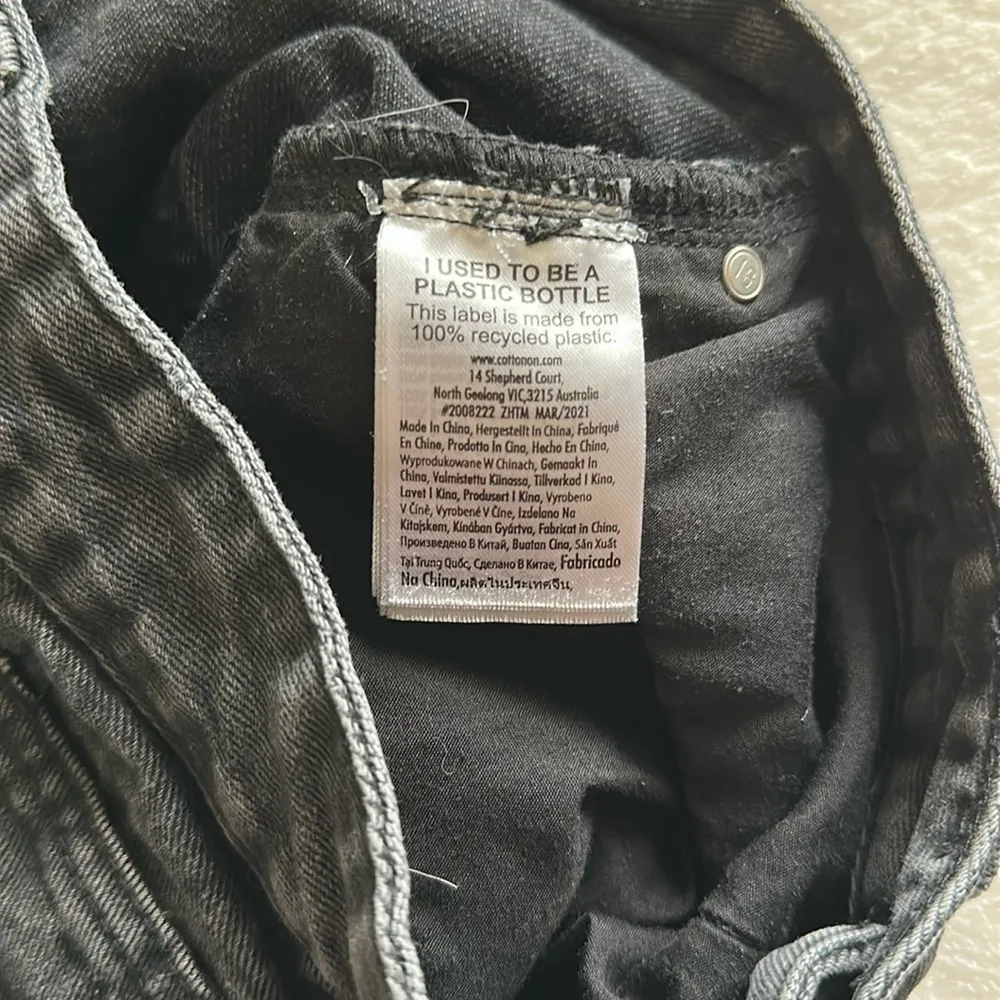 I USED TO BE A
PLASTIC BOTTLE
This label is made from
100% recycled plastic.
www.cottonon.com
14 Shepherd Court,
North Geelong VIC,3215 Australia
#2008222 ZHTM MAR/2021
Made In China, Hergestellt In China, Fabriqué
En Chine, Prodotto In Cina, Hecho En China,
Wyprodukowane W Chinach, Gemaakt In
China, Valmistettu Kiinassa, Tillverkad I Kina,
Lavet I Kina, Produsert I Kina, Vyrobeno
V Číně, Vyrobené V Číne, Izdelano Na
Kitajskem, Kínában Gyártva, Fabricat in China,
Произведено В Китай, Buatan Cina, Sản Xuất
Tại Trung Quốc, Сделано В Китае, Fabricado
Na China,ผลิตในประเทศจีน,